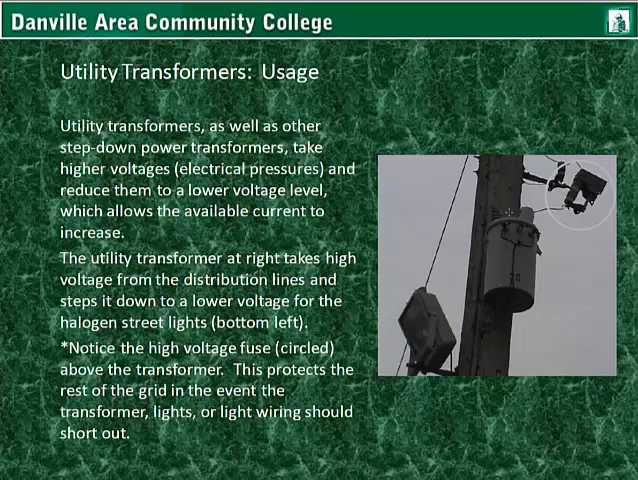 Danville Area Community College
Utility Transformers: Usage
Utility transformers, as well as other
step-down power transformers, take
higher voltages (electrical pressures) and
reduce them to a lower voltage level,
which allows the available current to
increase.
The utility transformer at right takes high
voltage from the distribution lines and
steps it down to a lower voltage for the
halogen street lights (bottom left).
*Notice the high voltage fuse (circled)
above the transformer. This protects the
rest of the grid in the event the
transformer, lights, or light wiring should
short out.